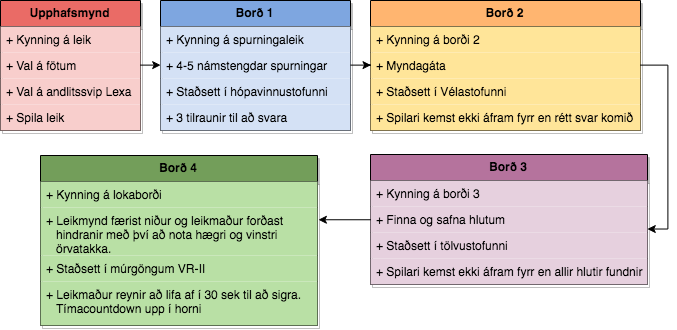 Upphafsmynd
+ Kynning á leik
+ Val á fötum
+ Val á andlitssvip Lexa
+ Spila leik
Borð 1
+ Kynning á spurningaleik
+ 4-5 námstengdar spurningar
+ Staðsett í hópavinnustofunni
+ 3 tilraunir til að svara
Borð 2
+ Kynning á borði 2
+ Myndagáta
+ Staðsett í Vélastofunni
+ Spilari kemst ekki áfram fyrr en rétt svar komið
Borð 3
+ Kynning á borði 3
+ Finna og safna hlutum
+ Staðsett í tölvustofunni
+ Spilari kemst ekki áfram fyrr en allir hlutir fundnir
Borð 4
+ Kynning á lokaborði
+ Leikmynd færist niður og leikmaður forðast
hindranir með því að nota hægri og vinstri
örvatakka.
+ Staðsett í múrgöngum VR-II
+ Leikmaður reynir að lifa af í 30 sek til að sigra.
Tímacountdown upp í horni